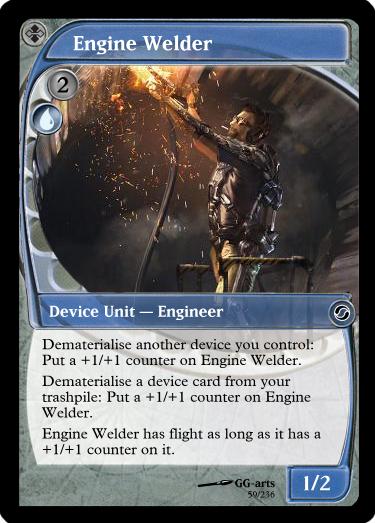 Engine Welder
2
Device Unit — Engineer
Dematerialise another device you control:
Put a +1/+1 counter on Engine Welder.
Dematerialise a device card from your
trashpile: Put a +1/+1 counter on Engine
Welder.
Engine Welder has flight as long as it has a
+1/+1 counter on it.
GG-arts
59/236
1/2